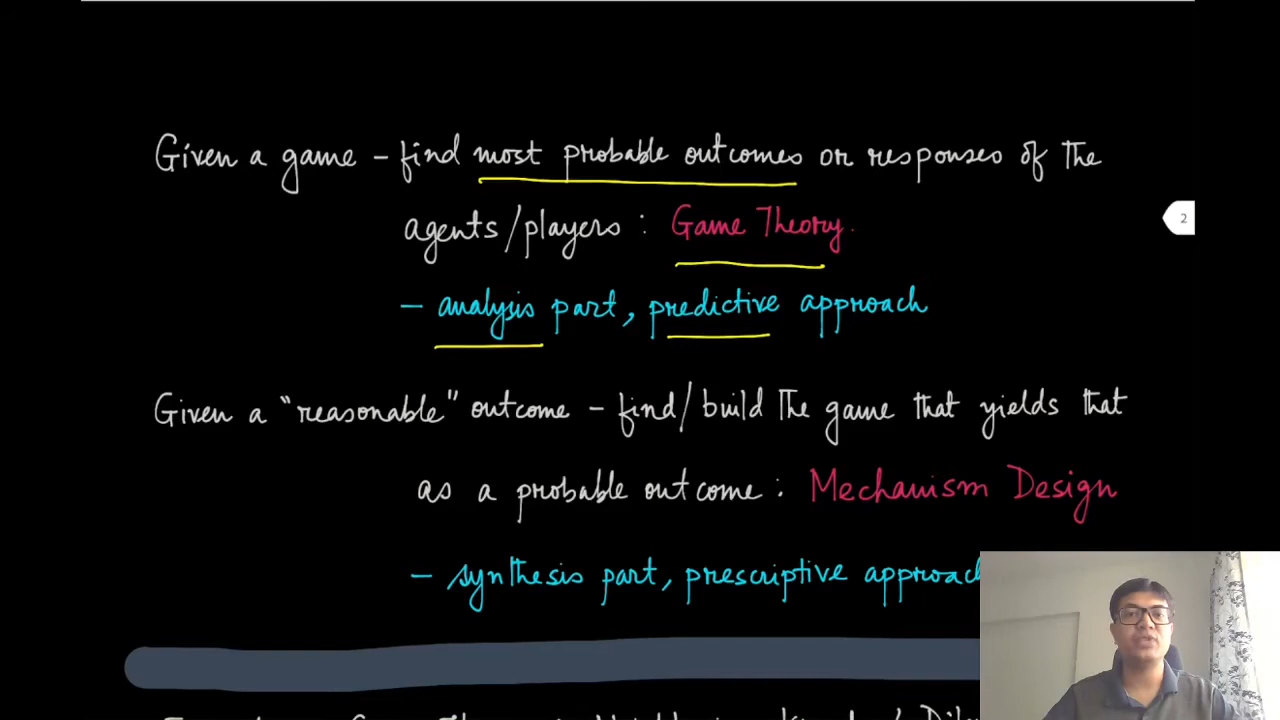 Given a game - find most probable outcomes or responses of the
2
agents/players : Game Theory.
- analysis part, predictive approach
Given a "reasonable" outcome - find/build the game that yields that
as a probable outcome : Mechanism Design
- synthesis part, prescriptive approach